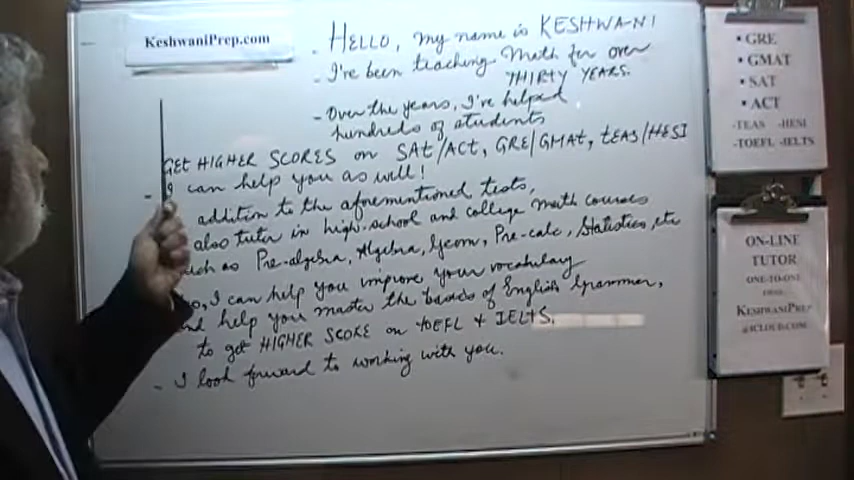 KeshwaniPrep.com
- HELLO, my name is KESHWANI
- I've been teaching Math for over
THIRTY YEARS.
- Over the years, I've helped
hundreds of students
GET HIGHER SCORES on SAT/ACT, GRE/GMAT, TEAS/HESI
I can help you as well!
- addition to the aforementioned tests,
also tutor in high-school and college math courses
such as Pre-algebra, Algebra, Geom, Pre-calc, Statistics, etc
I can help you improve your vocabulary
help you master the basics of English Grammar,
to get HIGHER SCORE on TOEFL & IELTS.
- I look forward to working with you.
• GRE
• GMAT
• SAT
• ACT
-TEAS -HESI
-TOEFL -IELTS
ON-LINE
TUTOR
ONE-TO-ONE
KESHWANIPREP
@ICLOUD.COM